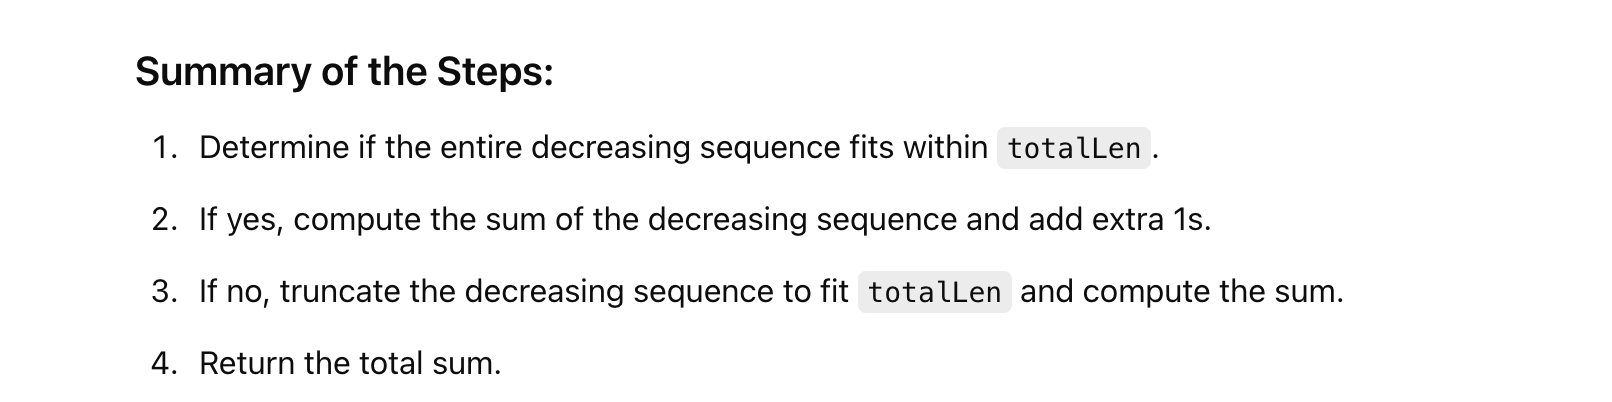 Summary of the Steps:
1. Determine if the entire decreasing sequence fits within totalLen.
2. If yes, compute the sum of the decreasing sequence and add extra 1s.
3. If no, truncate the decreasing sequence to fit totalLen and compute the sum.
4. Return the total sum.